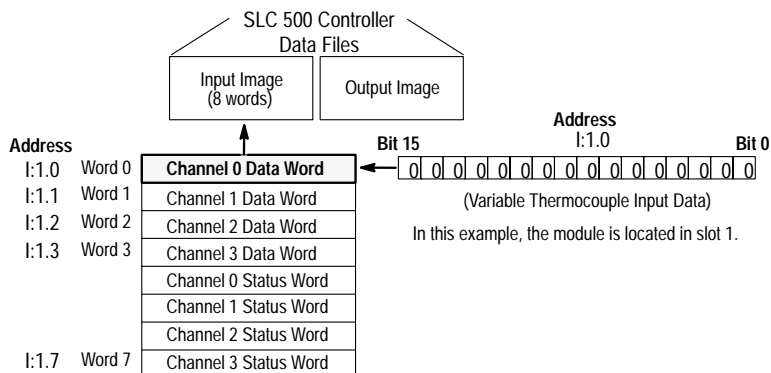 SLC 500 Controller
Data Files
Input Image
(8 words)
Output Image
Address
I:1.0
Bit 15
Bit 0
0 0 0 0 0 0 0 0 0 0 0 0 0 0 0 0
(Variable Thermocouple Input Data)
In this example, the module is located in slot 1.
Address
I:1.0 Word 0 Channel 0 Data Word
I:1.1 Word 1 Channel 1 Data Word
I:1.2 Word 2 Channel 2 Data Word
I:1.3 Word 3 Channel 3 Data Word
Channel 0 Status Word
Channel 1 Status Word
Channel 2 Status Word
I:1.7 Word 7 Channel 3 Status Word